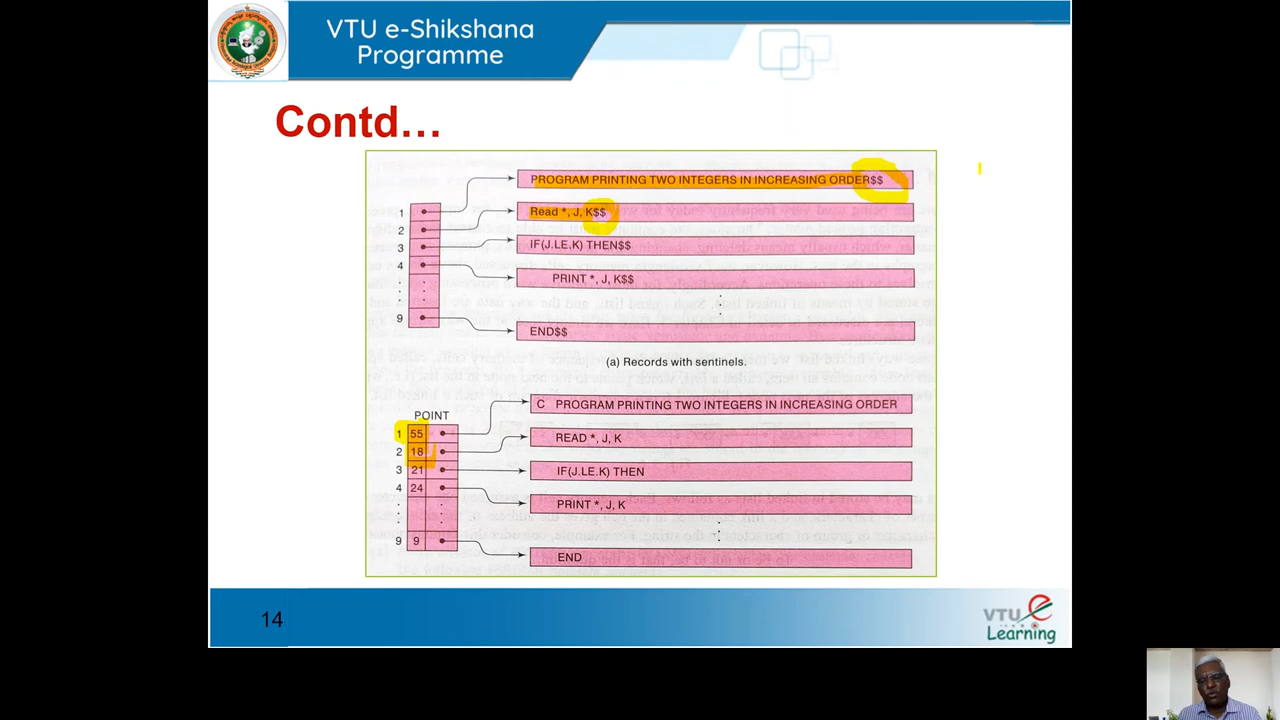 VTU e-Shikshana
Programme
Contd...
PROGRAM PRINTING TWO INTEGERS IN INCREASING ORDER$$
1
Read *, J, K$$
2
3
IF(J.LE.K) THEN$$
4
PRINT *, J, K$$
9
END$$
(a) Records with sentinels.
POINT
C PROGRAM PRINTING TWO INTEGERS IN INCREASING ORDER
1 55
READ *, J, K
2 18
3 21
IF(J.LE.K) THEN
4 24
PRINT *, J, K
9 9
END
14
VTU e
Learning